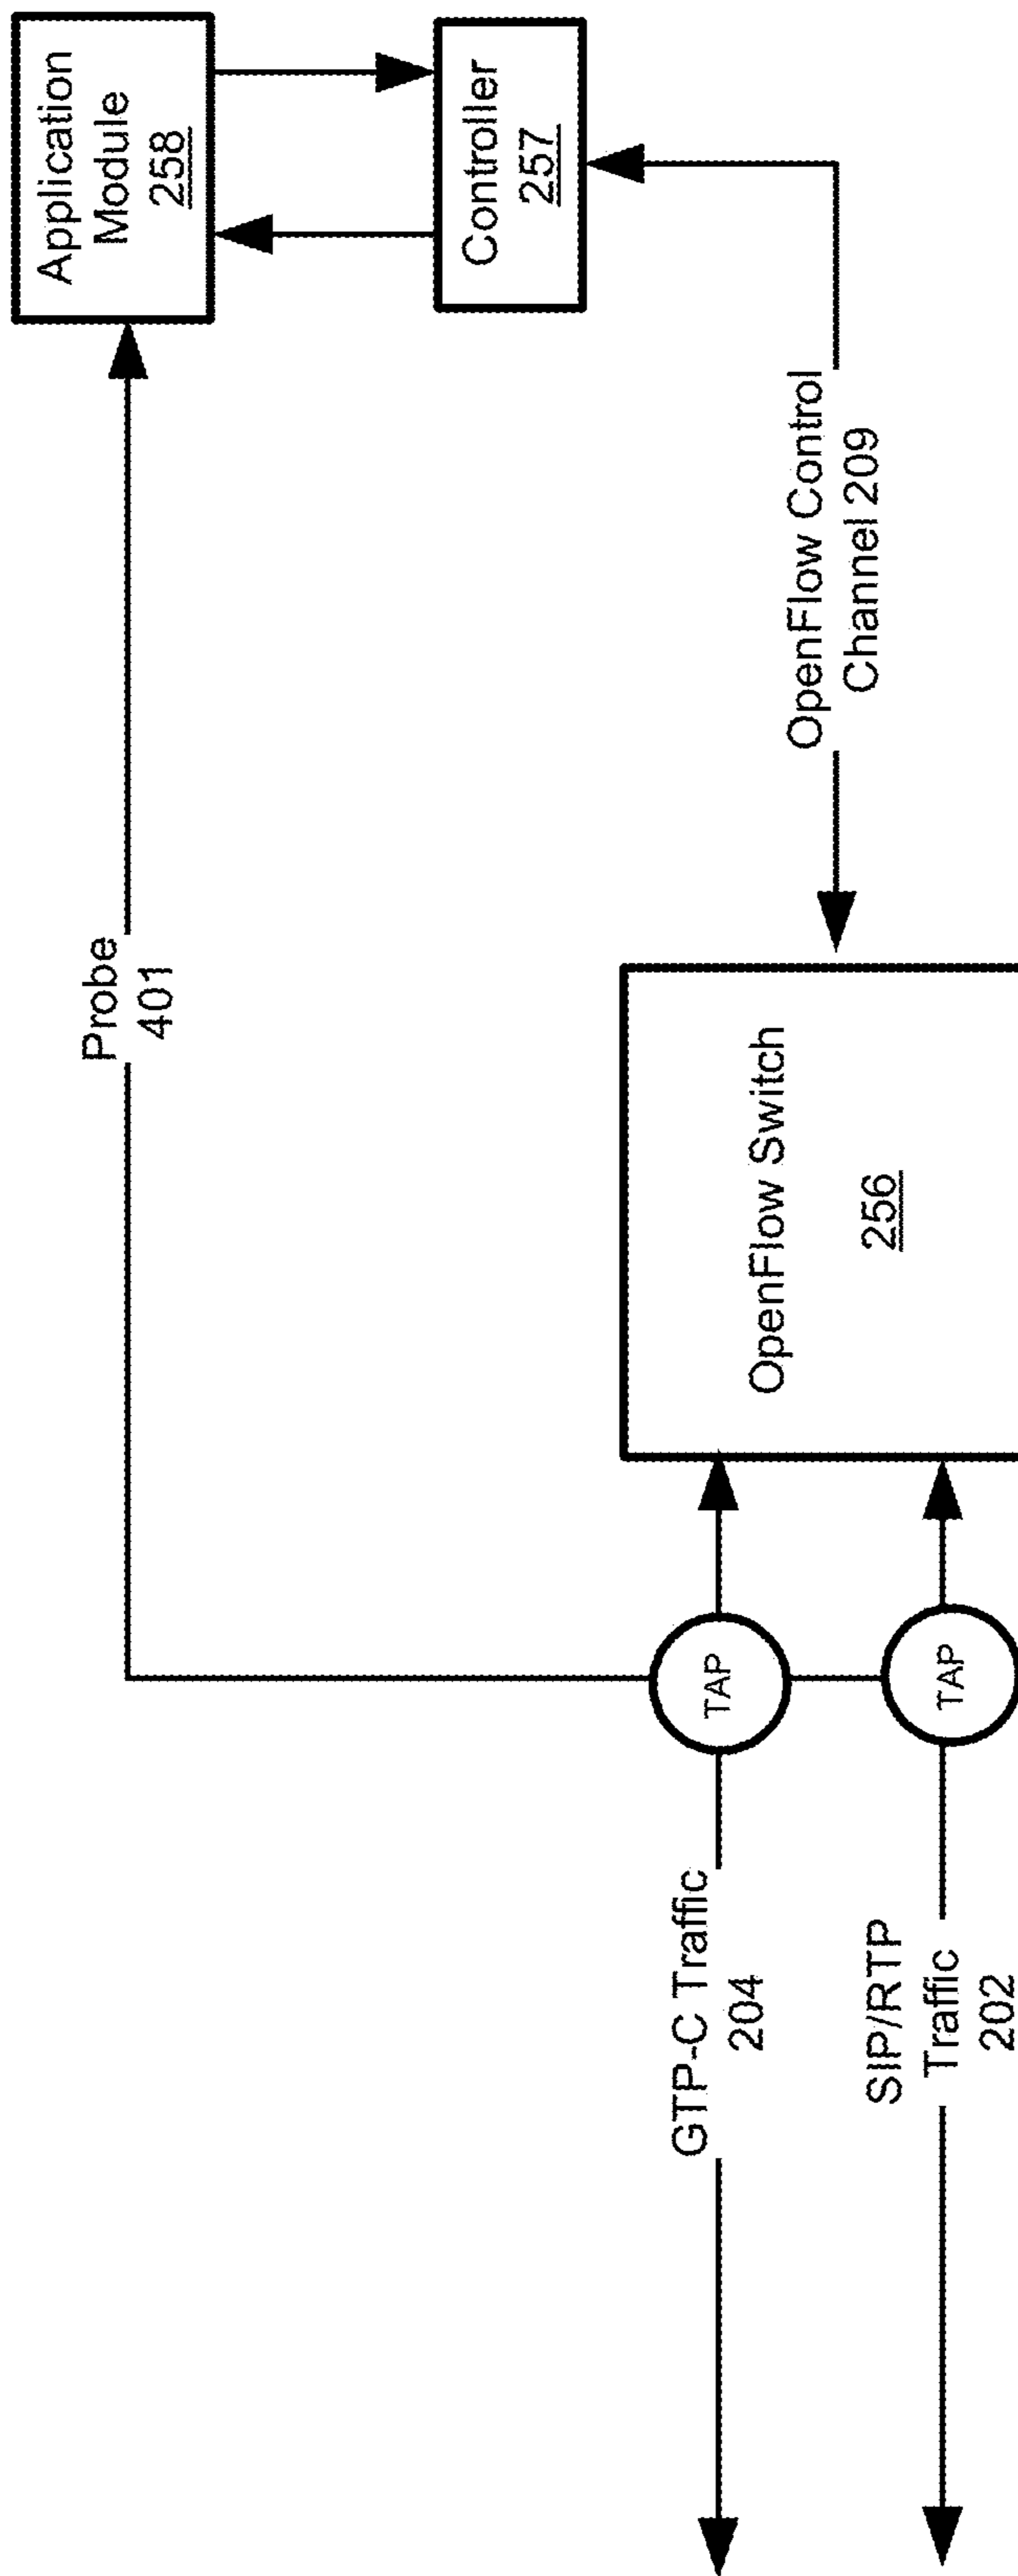 Application
Module
258
Controller
257
Probe
401
OpenFlow Control
Channel 209
OpenFlow Switch
256
TAP
TAP
GTP-C Traffic
204
SIP/RTP
Traffic
202